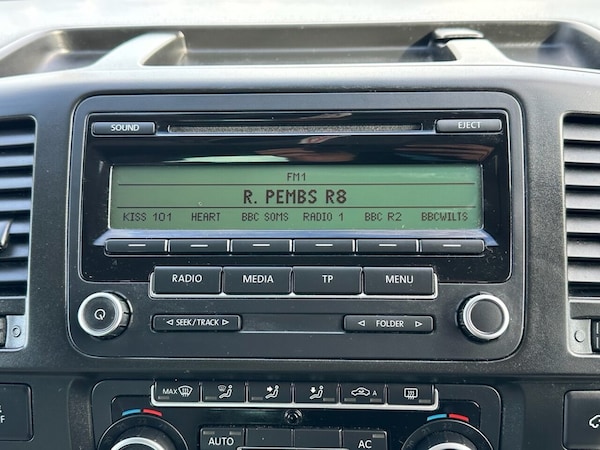 SOUND
EJECT
FM1
R. PEMBS R8
KISS 101 HEART BBC SOMS RADIO 1 BBC R2 BBCWILTS
RADIO MEDIA TP MENU
SEEK/TRACK FOLDER
MAX A
AUTO AC